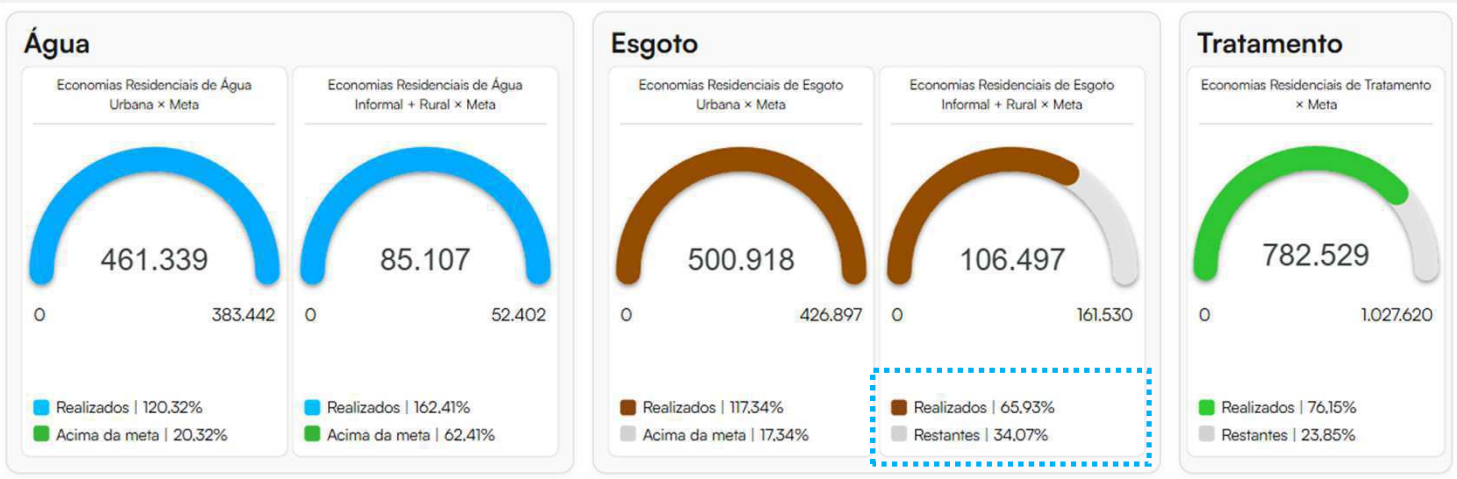 Água
Economias Residenciais de Água
Urbana × Meta
461.339
0
383.442
Realizados | 120,32%
Acima da meta | 20,32%
Economias Residenciais de Água
Informal + Rural × Meta
85.107
0
52.402
Realizados | 162,41%
Acima da meta | 62,41%
Esgoto
Economias Residenciais de Esgoto
Urbana × Meta
500.918
0
426.897
Realizados | 117,34%
Acima da meta | 17,34%
Economias Residenciais de Esgoto
Informal + Rural × Meta
106.497
0
161.530
Realizados | 65,93%
Restantes | 34,07%
Tratamento
Economias Residenciais de Tratamento
× Meta
782.529
0
1.027.620
Realizados | 76,15%
Restantes | 23,85%